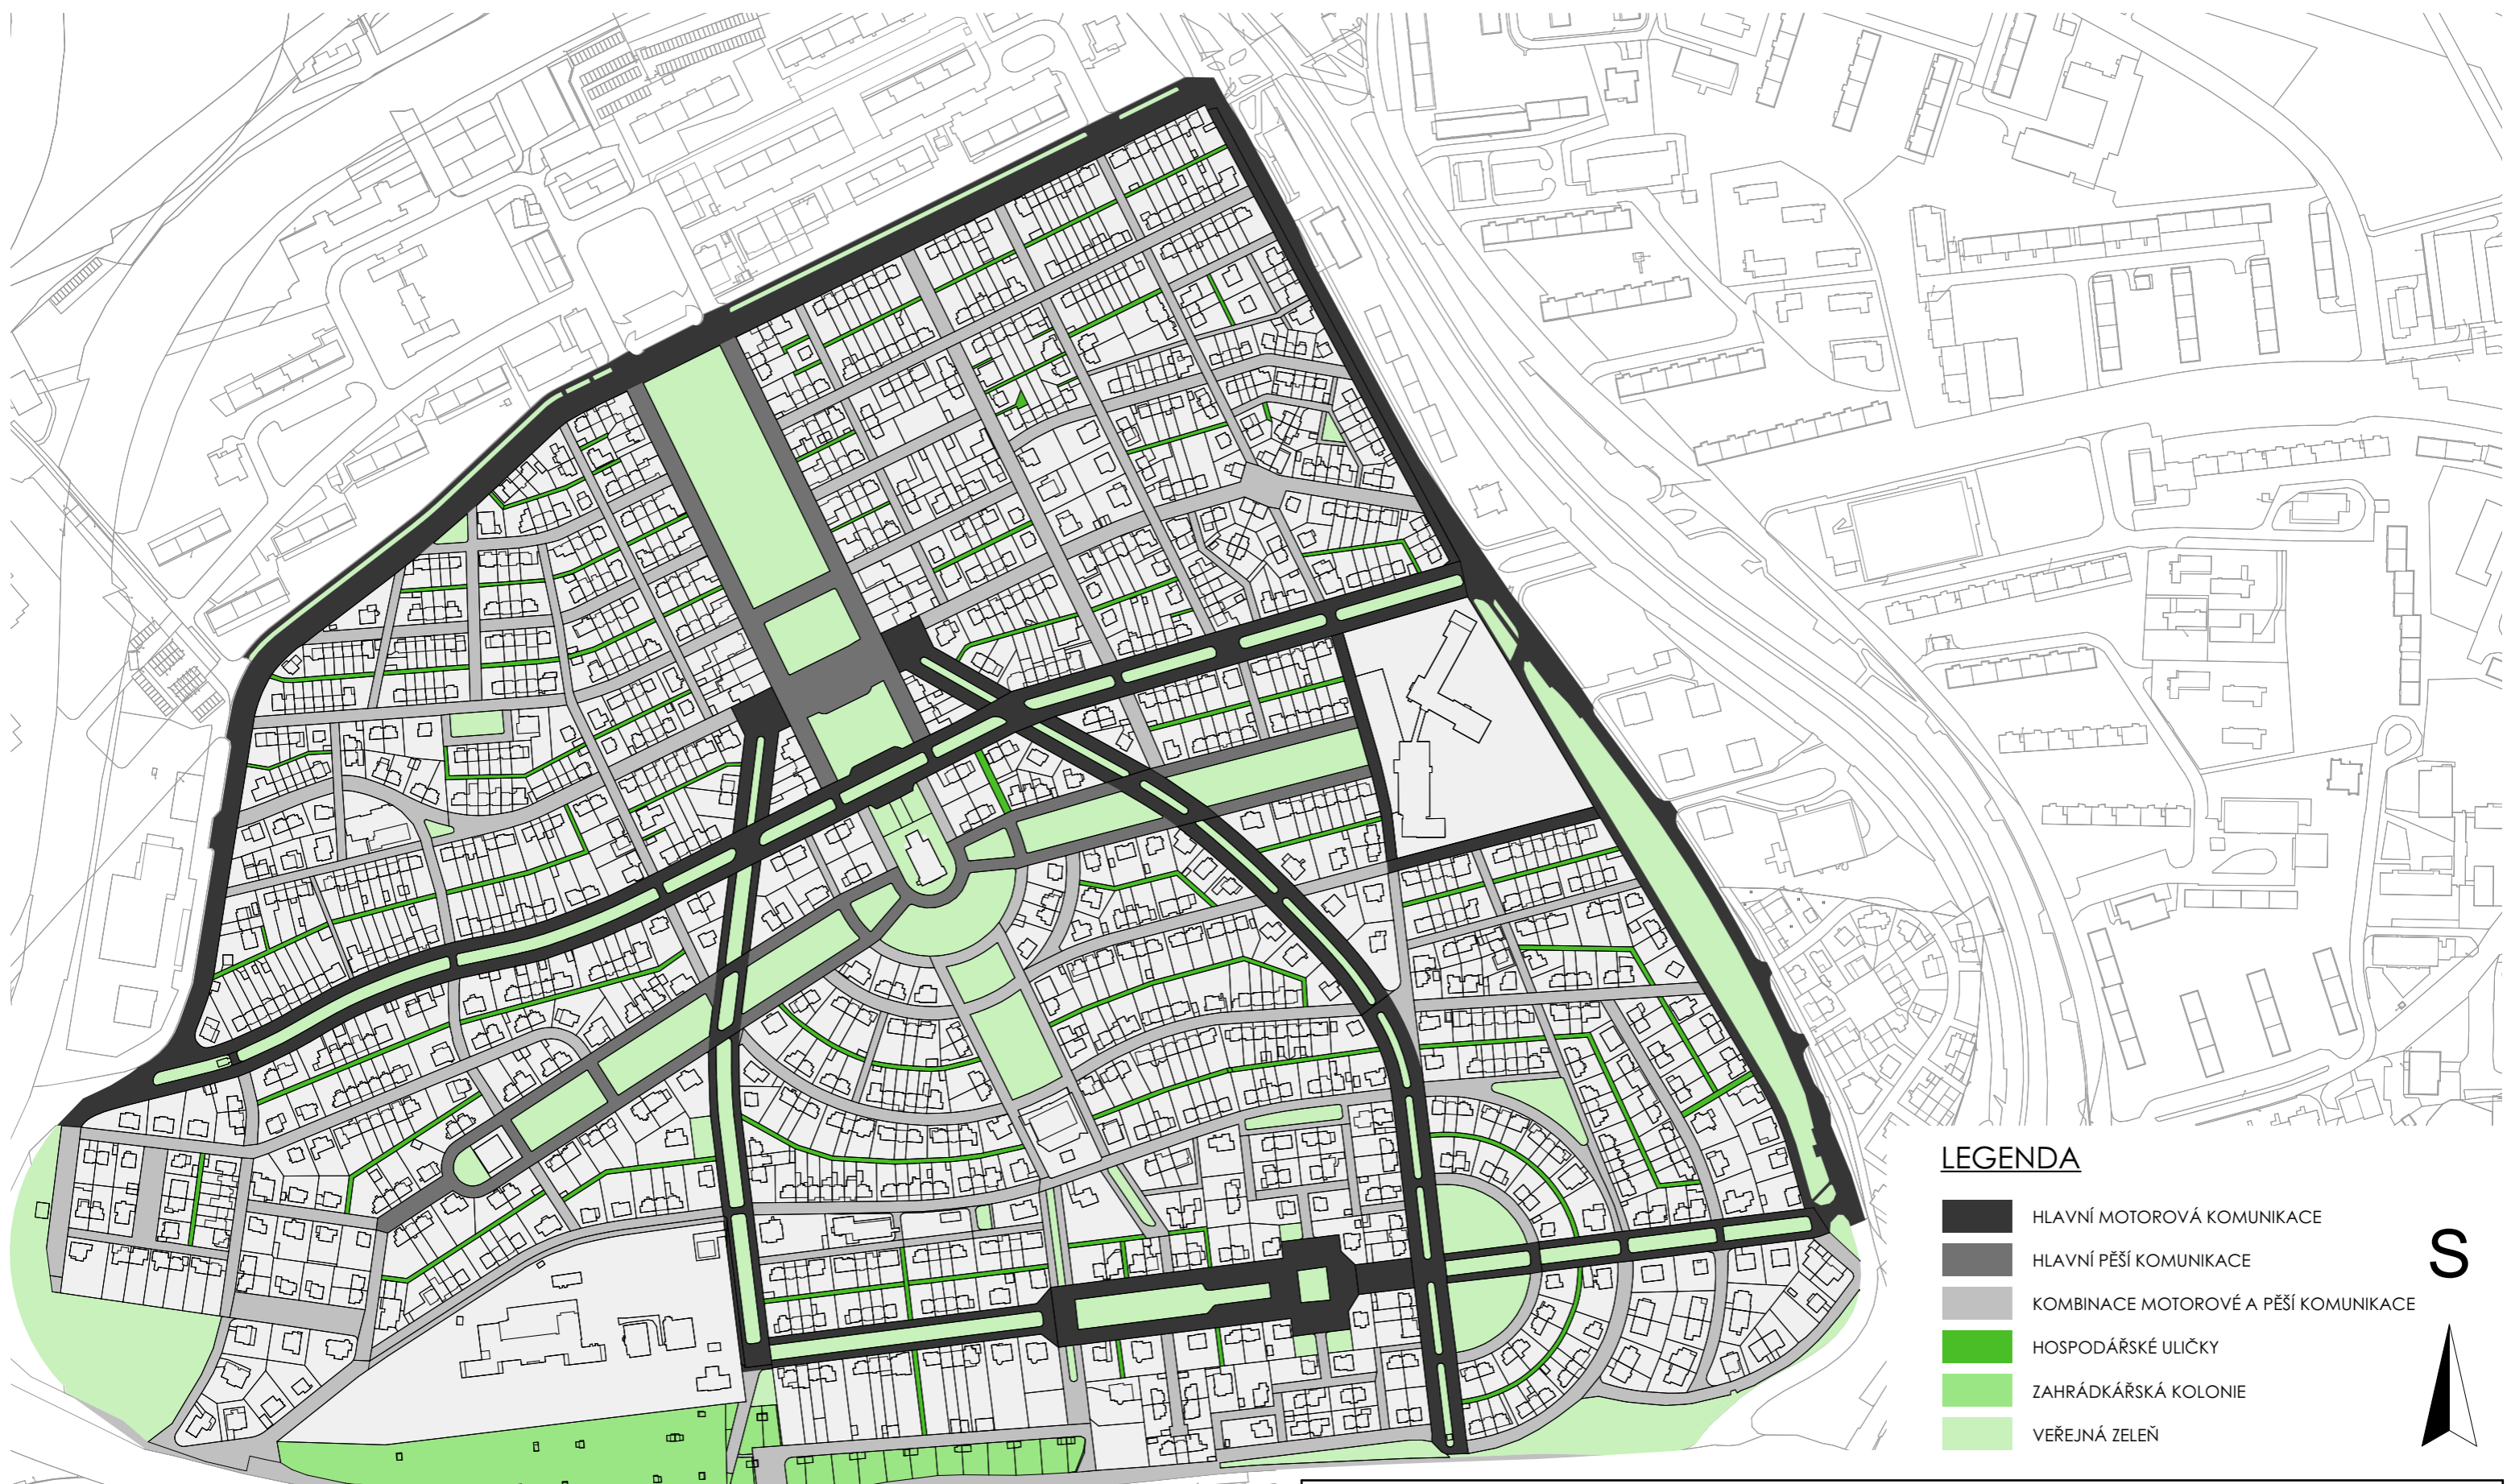 LEGENDA
HLAVNÍ MOTOROVÁ KOMUNIKACE
HLAVNÍ PĚŠÍ KOMUNIKACE
KOMBINACE MOTOROVÉ A PĚŠÍ KOMUNIKACE
HOSPODÁŘSKÉ ULIČKY
ZAHRÁDKÁŘSKÁ KOLONIE
VEŘEJNÁ ZELEŇ
S